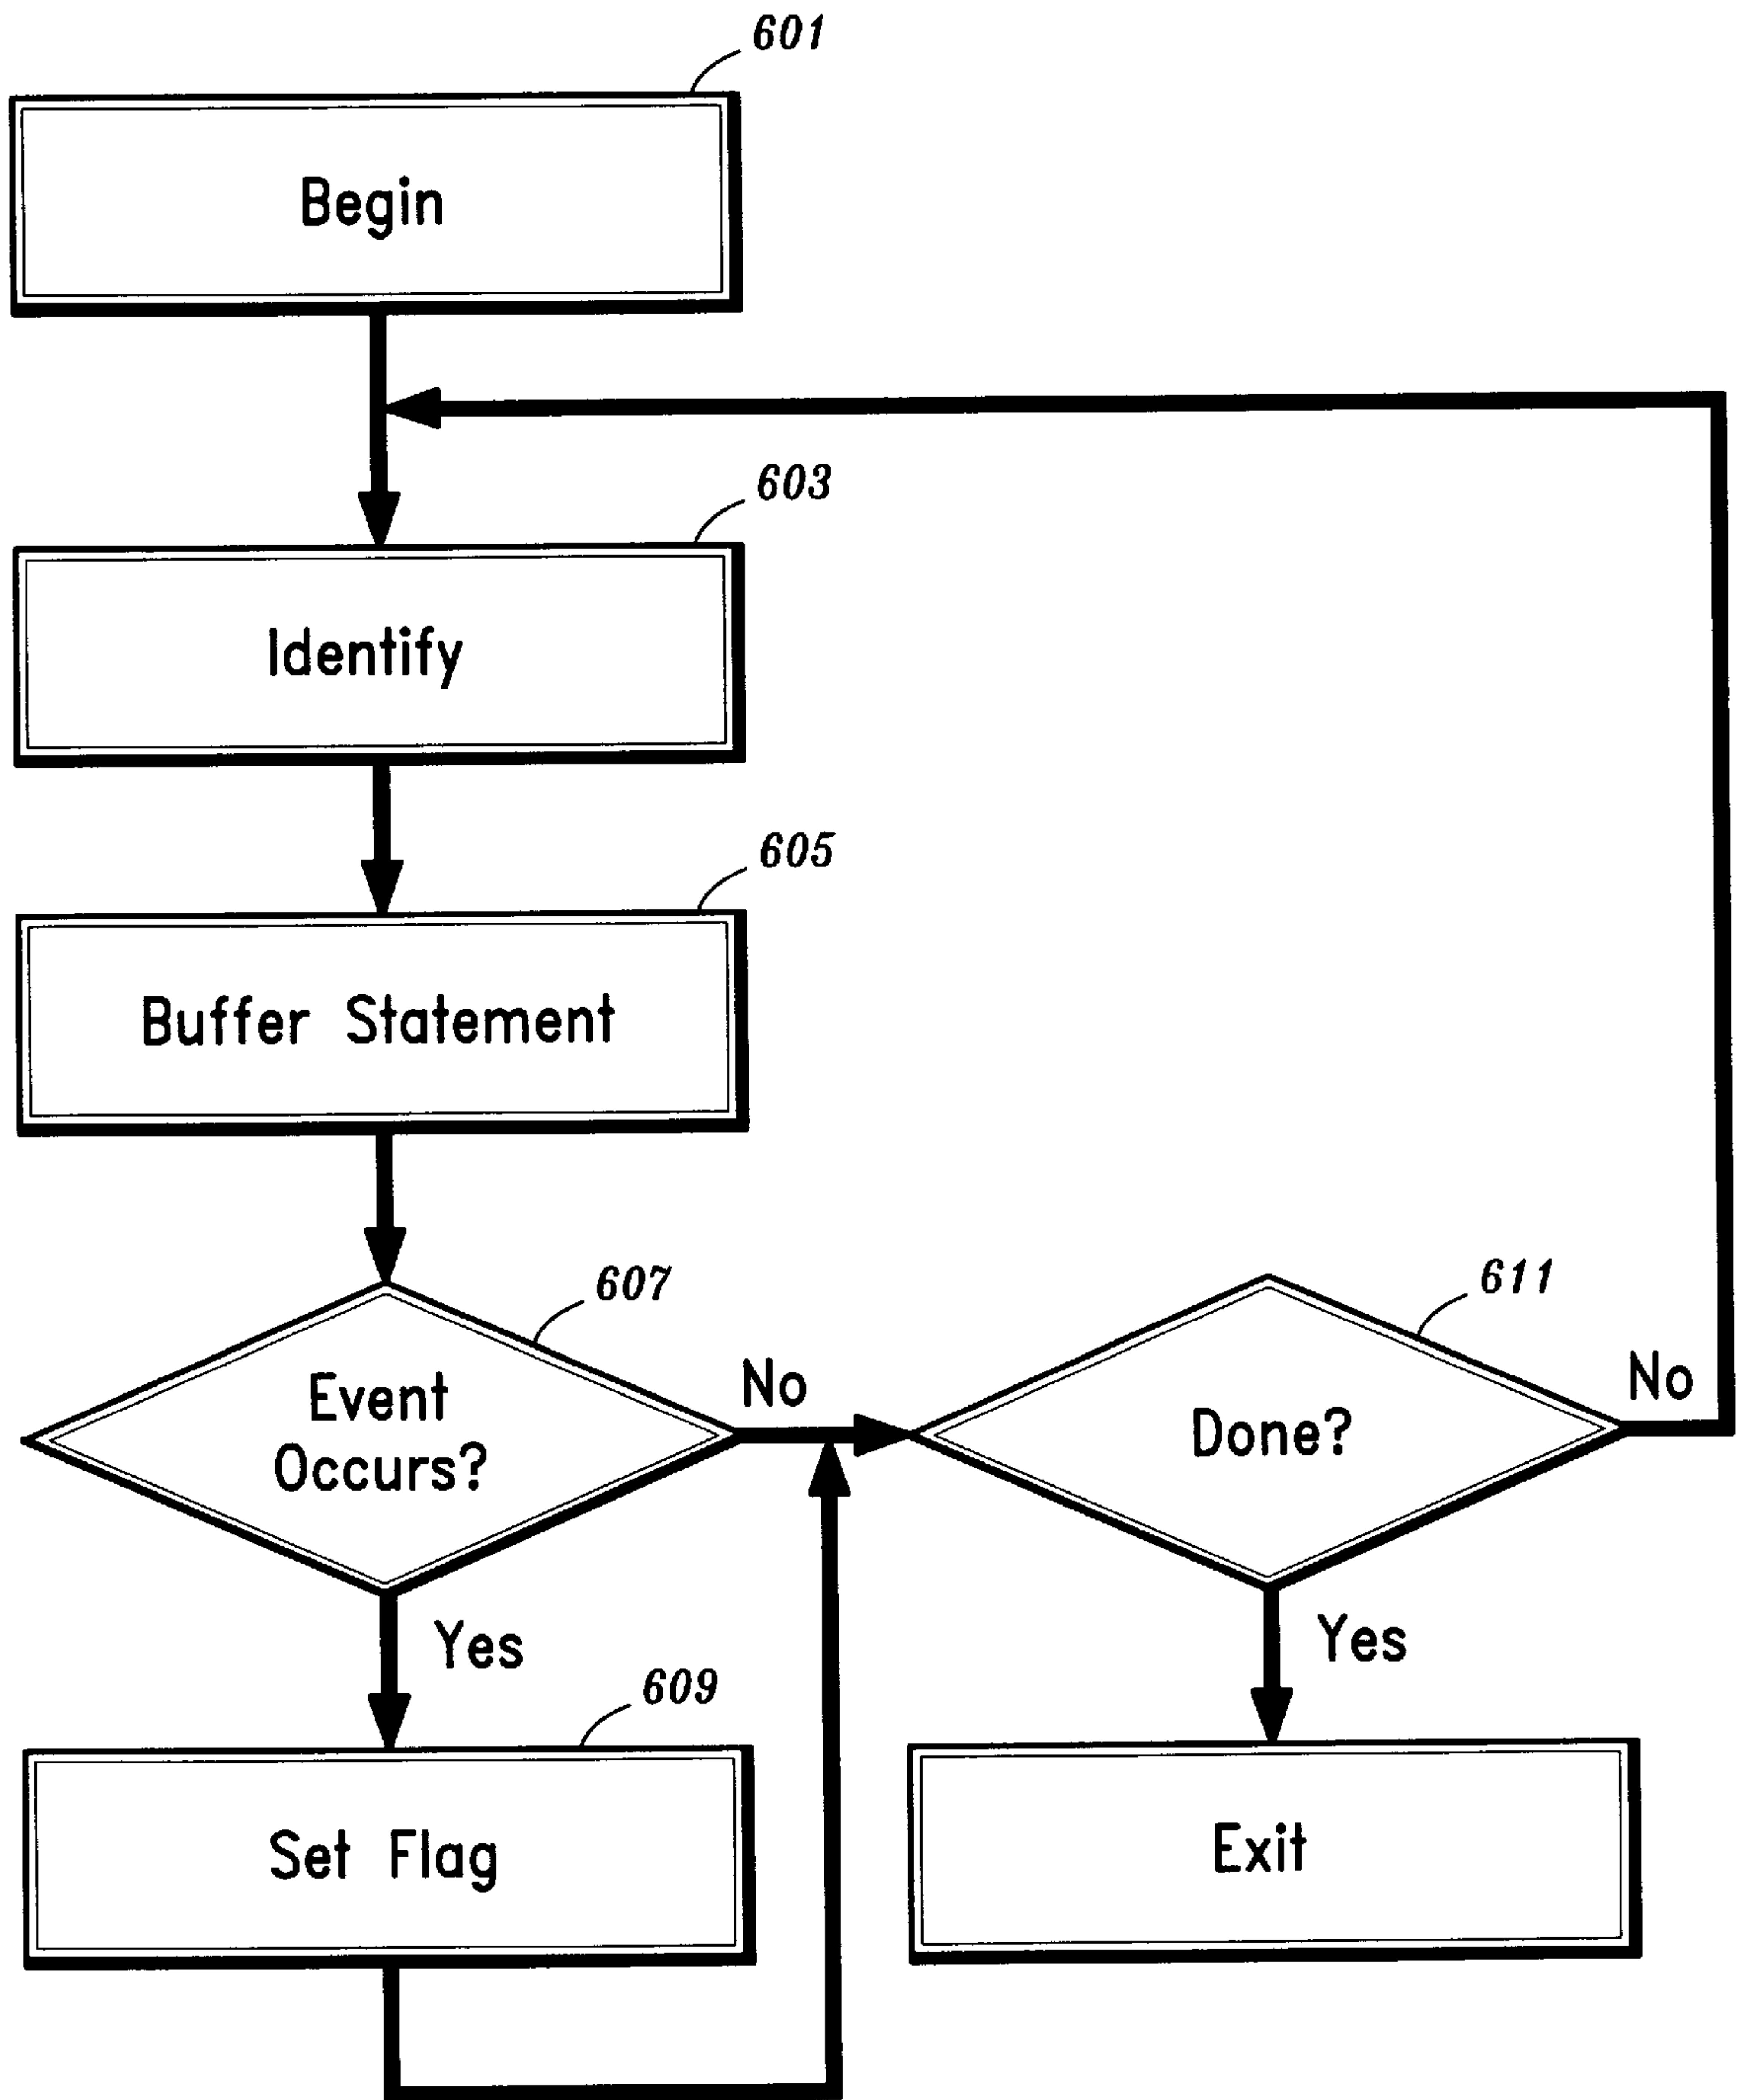 601
Begin
603
Identify
605
Buffer Statement
607
Event
Occurs?
No
611
Done?
No
Yes
609
Set Flag
Yes
Exit